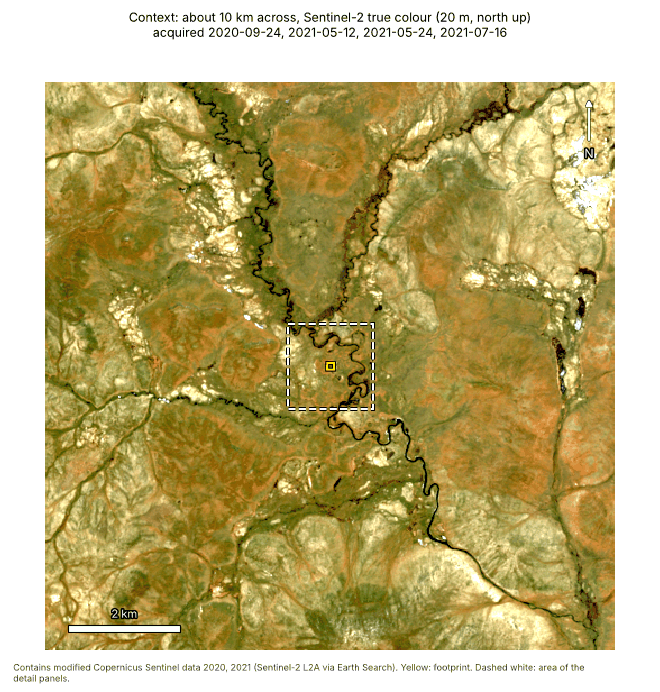 Context: about 10 km across, Sentinel-2 true colour (20 m, north up)
acquired 2020-09-24, 2021-05-12, 2021-05-24, 2021-07-16
N
2 km
Contains modified Copernicus Sentinel data 2020, 2021 (Sentinel-2 L2A via Earth Search). Yellow: footprint. Dashed white: area of the
detail panels.